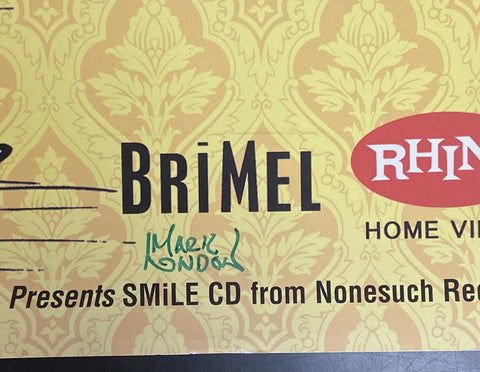 BRiMEL
RHIN
MARK
LONDON
HOME VI
Presents SMiLE CD from Nonesuch Rec